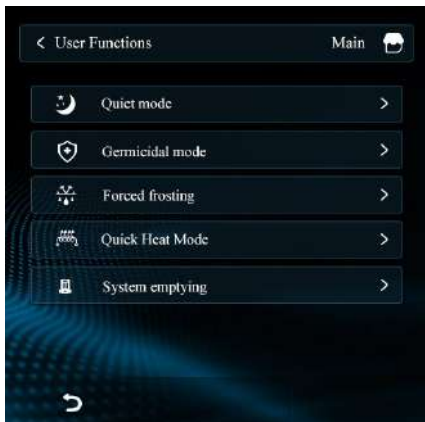 User Functions Main
Quiet mode
Germicidal mode
Forced frosting
Quick Heat Mode
System emptying